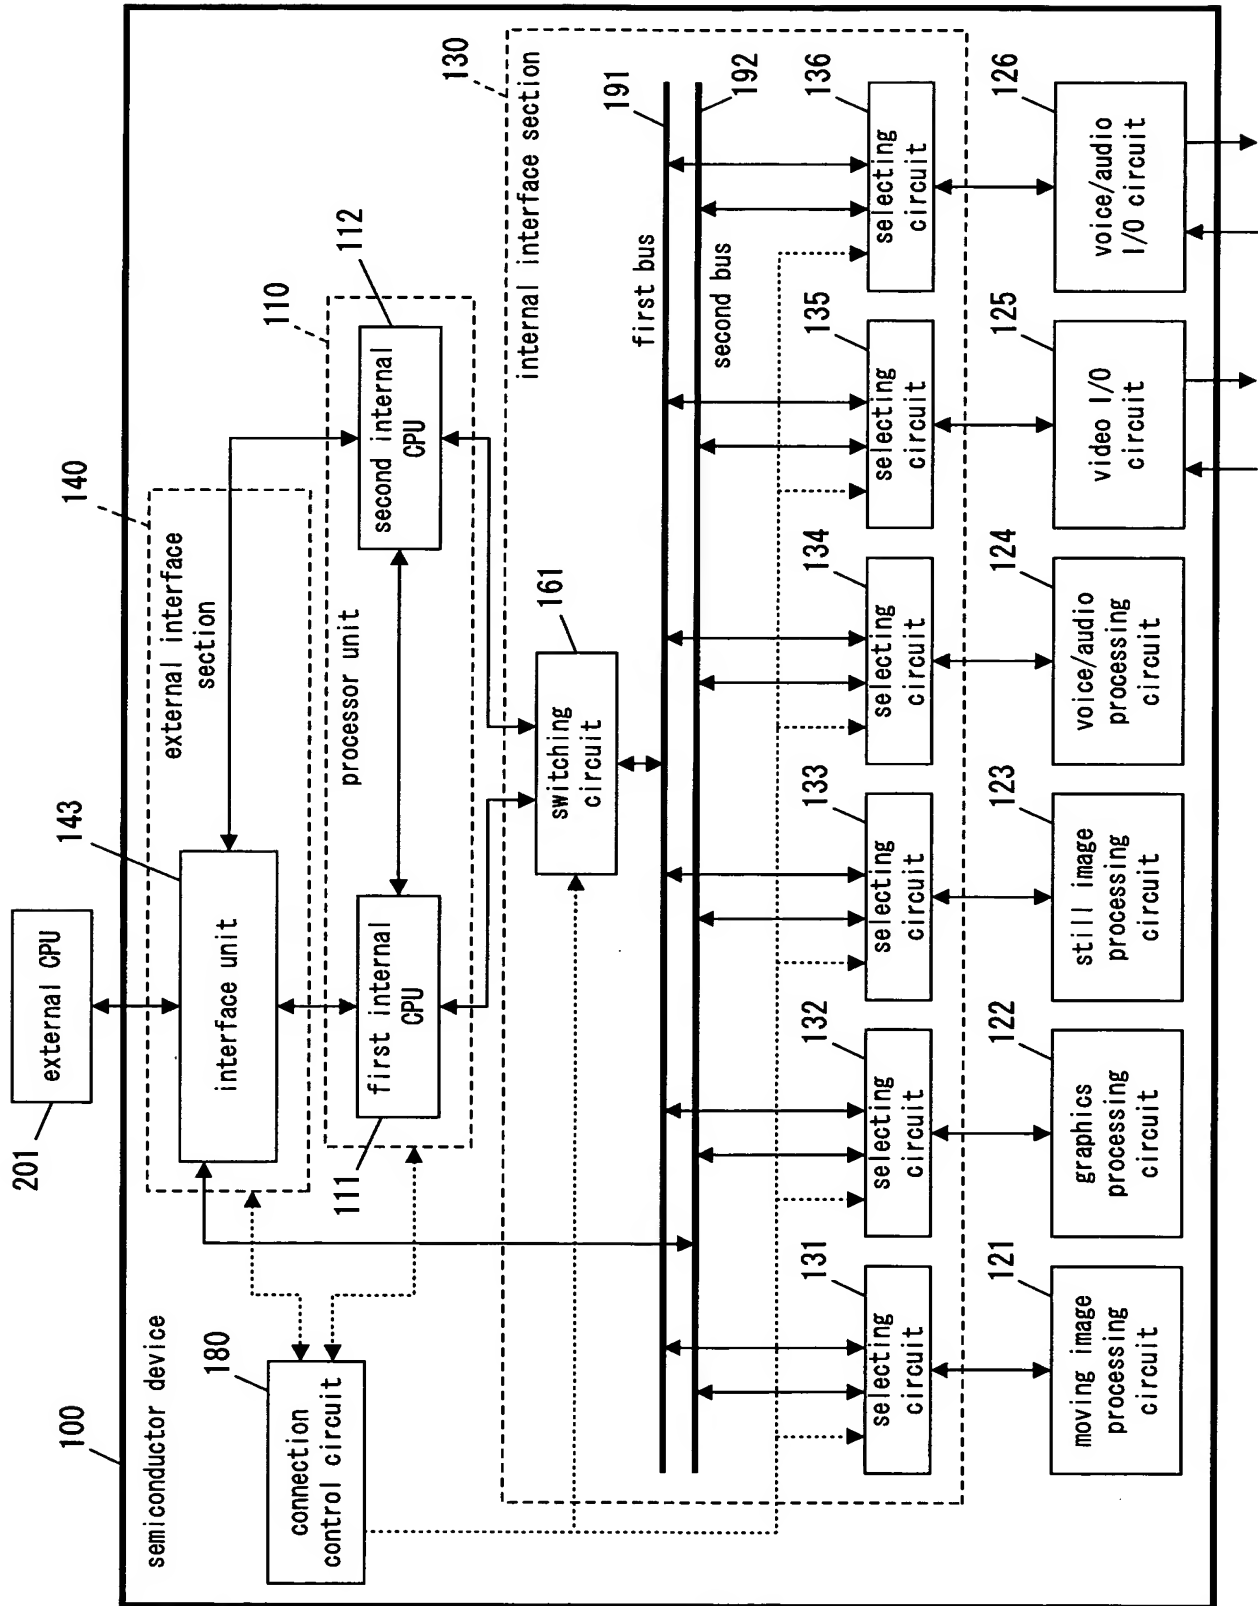 100
semiconductor device
201
external CPU
143
interface unit
140
external interface
section
180
connection
control circuit
111
first internal
CPU
110
processor unit
112
second internal
CPU
130
internal interface section
161
switching
circuit
first bus
191
second bus
192
131
selecting
circuit
132
selecting
circuit
133
selecting
circuit
134
selecting
circuit
135
selecting
circuit
136
selecting
circuit
121
moving image
processing
circuit
122
graphics
processing
circuit
123
still image
processing
circuit
124
voice/audio
processing
circuit
125
video I/O
circuit
126
voice/audio
I/O circuit